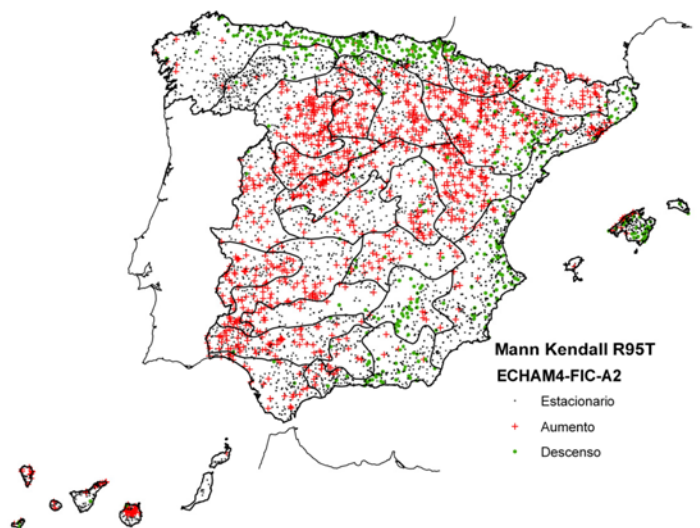 Mann Kendall R95T
ECHAM4-FIC-A2
Estacionario
Aumento
Descenso